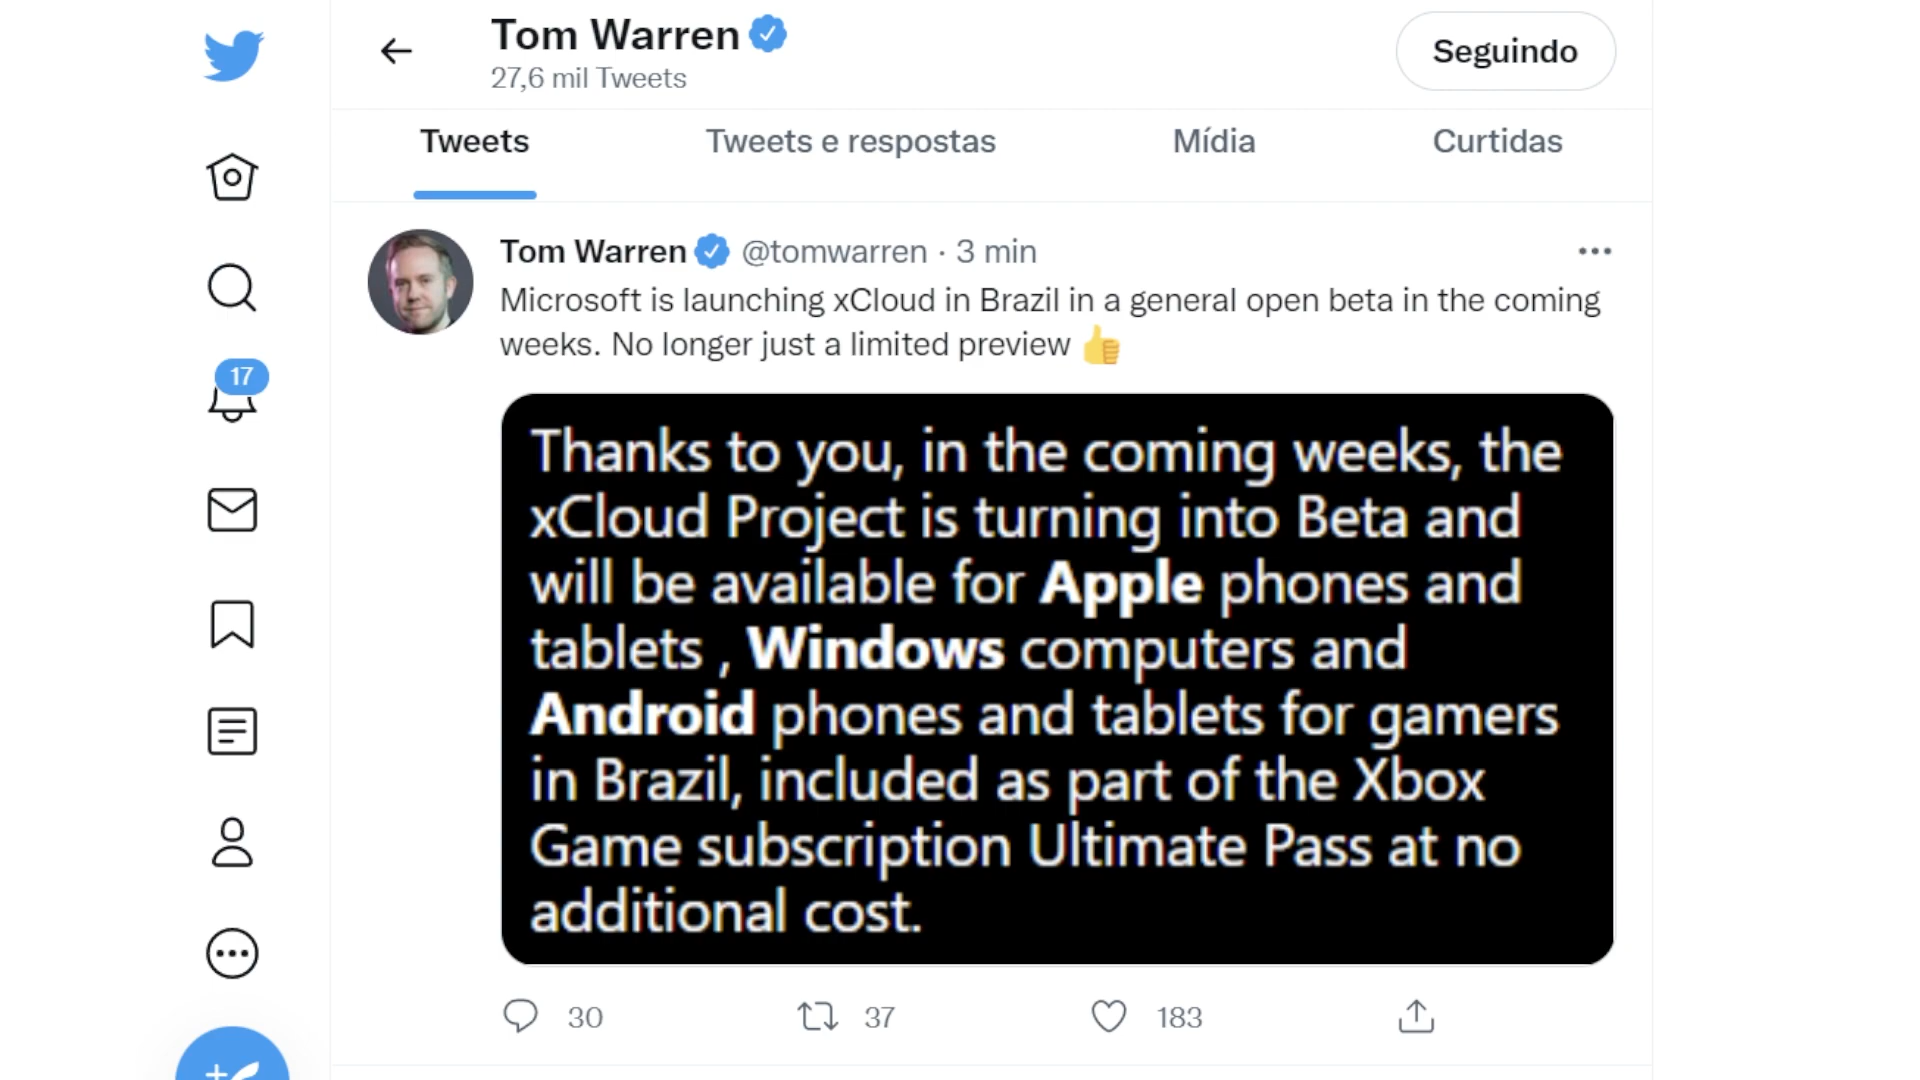 Tom Warren
27,6 mil Tweets
Seguindo
Tweets
Tweets e respostas
Mídia
Curtidas
Tom Warren @tomwarren · 3 min
Microsoft is launching xCloud in Brazil in a general open beta in the coming
weeks. No longer just a limited preview 👍
17
Thanks to you, in the coming weeks, the
xCloud Project is turning into Beta and
will be available for Apple phones and
tablets , Windows computers and
Android phones and tablets for gamers
in Brazil, included as part of the Xbox
Game subscription Ultimate Pass at no
additional cost.
30
37
183